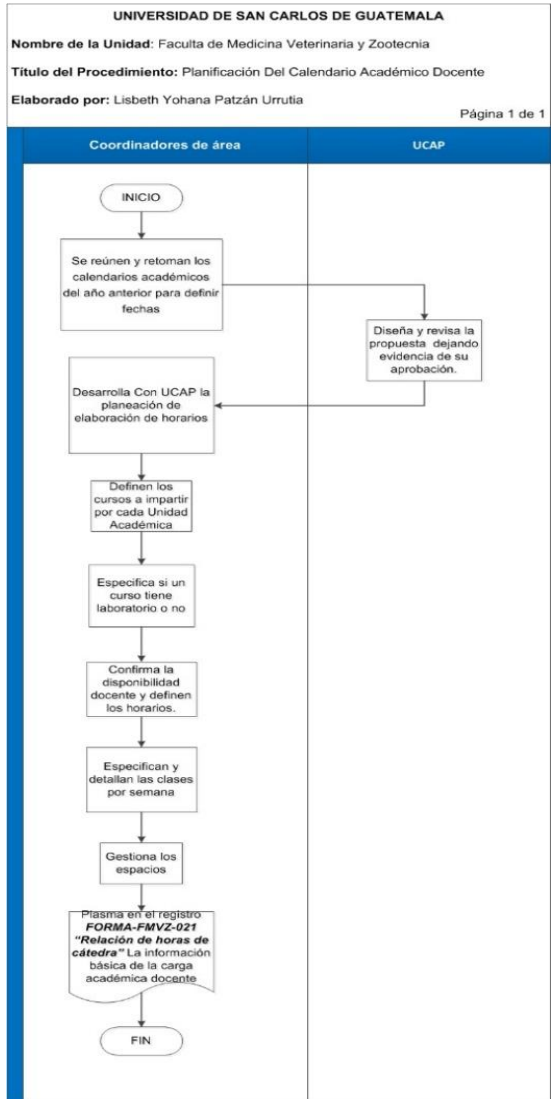 UNIVERSIDAD DE SAN CARLOS DE GUATEMALA
Nombre de la Unidad: Faculta de Medicina Veterinaria y Zootecnia
Título del Procedimiento: Planificación Del Calendario Académico Docente
Elaborado por: Lisbeth Yohana Patzán Urrutia
Página 1 de 1
Coordinadores de área
UCAP
INICIO
Se reúnen y retoman los
calendarios académicos
del año anterior para definir
fechas
Diseña y revisa la
propuesta dejando
evidencia de su
aprobación.
Desarrolla Con UCAP la
planeación de
elaboración de horarios
Definen los
cursos a impartir
por cada Unidad
Académica
Especifica si un
curso tiene
laboratorio o no
Confirma la
disponibilidad
docente y definen
los horarios.
Especifican y
detallan las clases
por semana
Gestiona los
espacios
Plasma en el registro
FORMA-FMVZ-021
“Relación de horas de
cátedra” La información
básica de la carga
académica docente
FIN